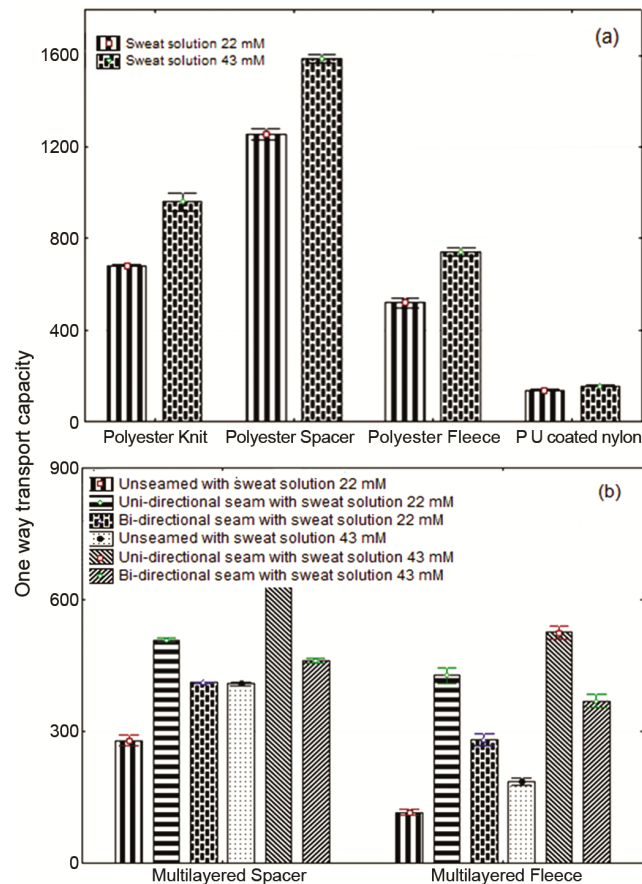 1600
(a)
Sweat solution 22 mM
Sweat solution 43 mM
1200
800
400
0
Polyester Knit Polyester Spacer Polyester Fleece P U coated nylon
One way transport capacity
900
(b)
Unseamed with sweat solution 22 mM
Uni-directional seam with sweat solution 22 mM
Bi-directional seam with sweat solution 22 mM
Unseamed with sweat solution 43 mM
Uni-directional seam with sweat solution 43 mM
Bi-directional seam with sweat solution 43 mM
600
300
0
Multilayered Spacer Multilayered Fleece